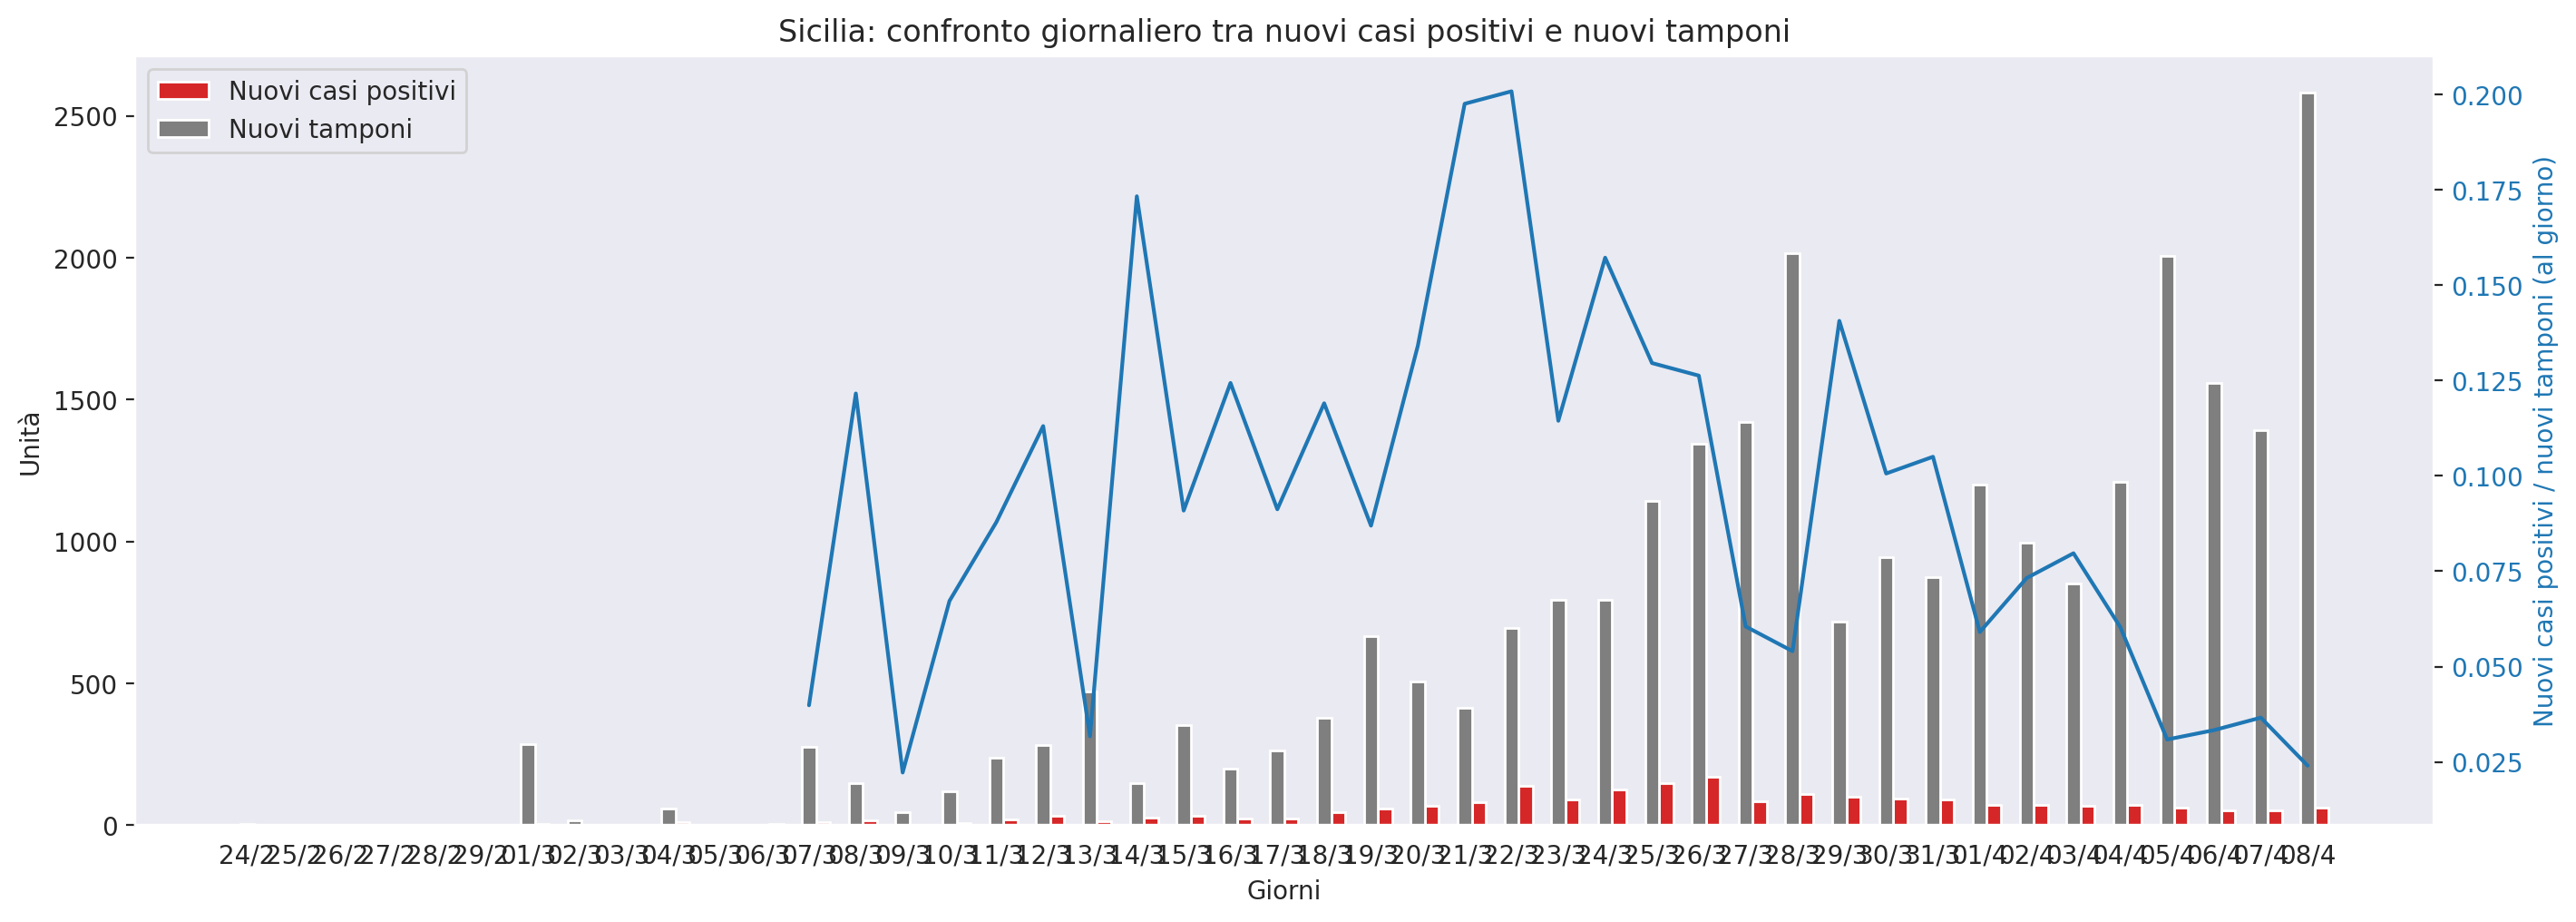 Sicilia: confronto giornaliero tra nuovi casi positivi e nuovi tamponi
Nuovi casi positivi
Nuovi tamponi
2500
2000
1500
1000
500
0
Unità
0.200
0.175
0.150
0.125
0.100
0.075
0.050
0.025
Nuovi casi positivi / nuovi tamponi (al giorno)
24/2 25/2 26/2 27/2 28/2 29/2 01/3 02/3 03/3 04/3 05/3 06/3 07/3 08/3 09/3 10/3 11/3 12/3 13/3 14/3 15/3 16/3 17/3 18/3 19/3 20/3 21/3 22/3 23/3 24/3 25/3 26/3 27/3 28/3 29/3 30/3 31/3 01/4 02/4 03/4 04/4 05/4 06/4 07/4 08/4
Giorni